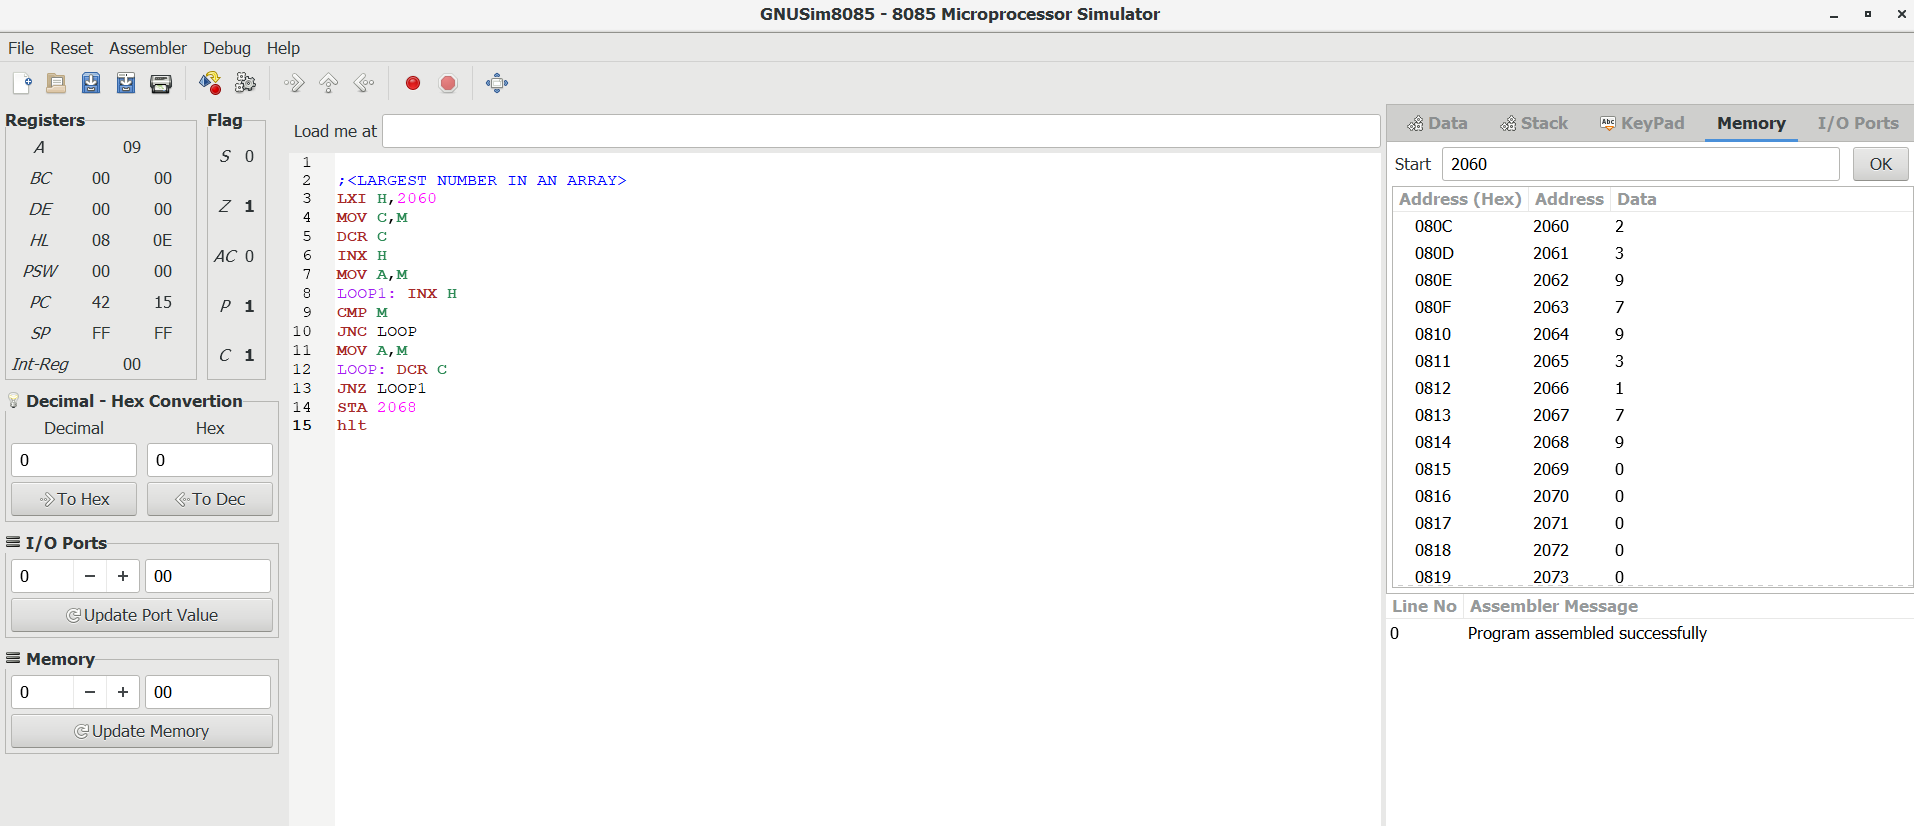 GNUSim8085 - 8085 Microprocessor Simulator
File Reset Assembler Debug Help
Registers
A 09
BC 00 00
DE 00 00
HL 08 0E
PSW 00 00
PC 42 15
SP FF FF
Int-Reg 00
Flag
S 0
Z 1
AC 0
P 1
C 1
Decimal - Hex Convertion
Decimal Hex
0 0
To Hex To Dec
I/O Ports
0 − + 00
Update Port Value
Memory
0 − + 00
Update Memory
Load me at
1
2 ;<LARGEST NUMBER IN AN ARRAY>
3 LXI H,2060
4 MOV C,M
5 DCR C
6 INX H
7 MOV A,M
8 LOOP1: INX H
9 CMP M
10 JNC LOOP
11 MOV A,M
12 LOOP: DCR C
13 JNZ LOOP1
14 STA 2068
15 hlt
Data Stack Abc KeyPad Memory I/O Ports
Start 2060 OK
Address (Hex) Address Data
080C 2060 2
080D 2061 3
080E 2062 9
080F 2063 7
0810 2064 9
0811 2065 3
0812 2066 1
0813 2067 7
0814 2068 9
0815 2069 0
0816 2070 0
0817 2071 0
0818 2072 0
0819 2073 0
Line No Assembler Message
0 Program assembled successfully